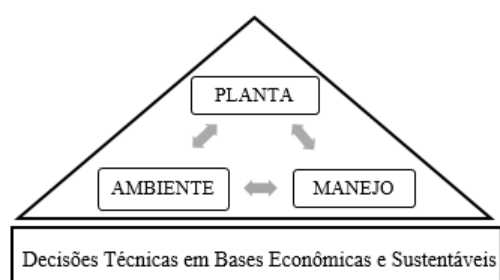 PLANTA
AMBIENTE
MANEJO
Decisões Técnicas em Bases Econômicas e Sustentáveis